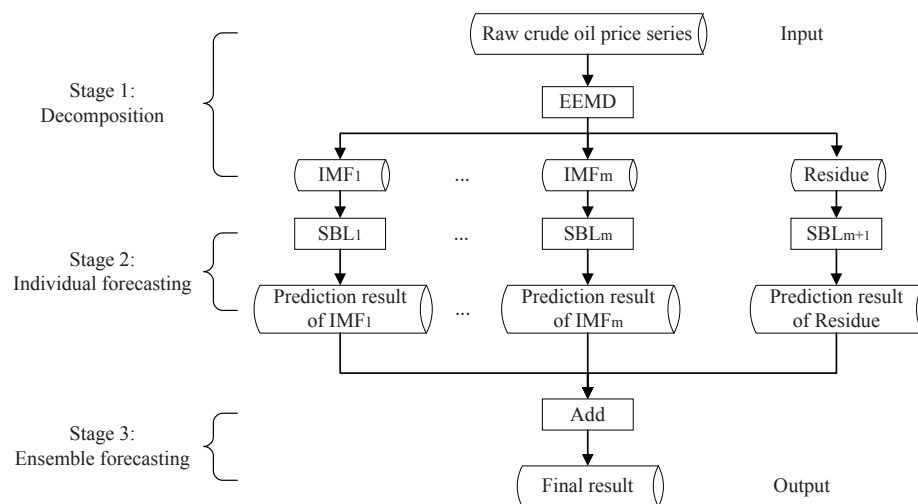 Raw crude oil price series
Input
Stage 1:
Decomposition
EEMD
IMF1
...
IMFm
Residue
SBL1
...
SBLm
SBLm+1
Stage 2:
Individual forecasting
Prediction result
of IMF1
...
Prediction result
of IMFm
Prediction result
of Residue
Stage 3:
Ensemble forecasting
Add
Final result
Output